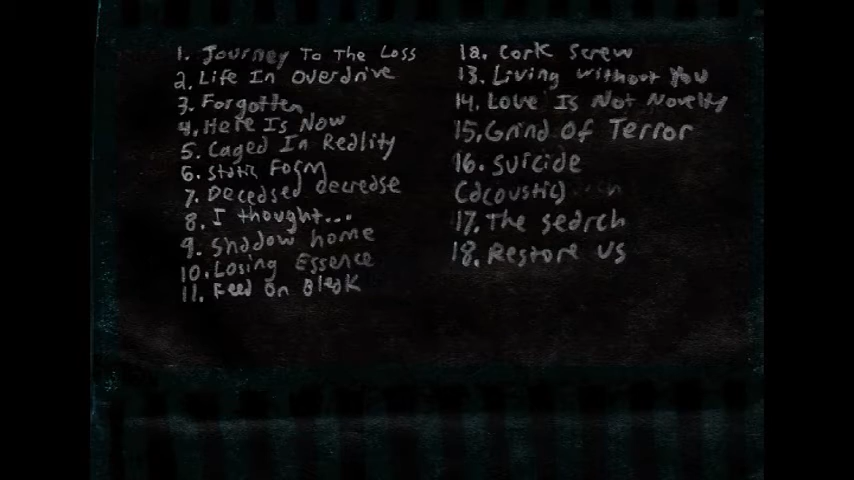 1. Journey To The Loss
2. Life In Overdrive
3. Forgotten
4. Here Is Now
5. Caged In Reality
6. Static Form
7. Deceased decrease
8. I thought...
9. Shadow home
10. Losing Essence
11. Feed On Bleak
12. Cork Screw
13. Living Without You
14. Love Is Not Novelty
15. Grind Of Terror
16. Suicide
(acoustic)
17. The search
18. Restore Us